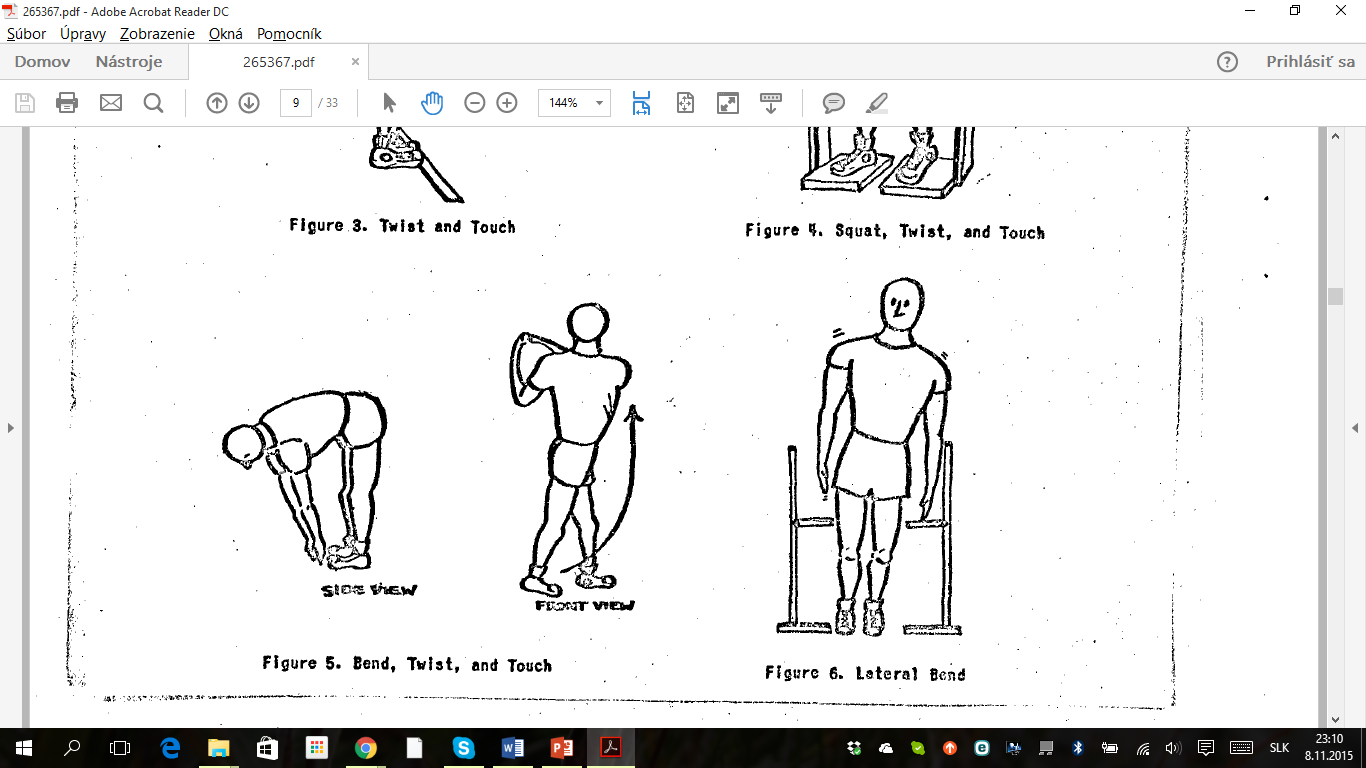 265367.pdf - Adobe Acrobat Reader DC
Súbor Úpravy Zobrazenie Okná Pomocník
Domov Nástroje 265367.pdf × Prihlásiť sa
9 / 33 144%
Figure 3. Twist and Touch
Figure 4. Squat, Twist, and Touch
SIDE VIEW
FRONT VIEW
Figure 5. Bend, Twist, and Touch
Figure 6. Lateral Bend
SLK
23:10
8.11.2015